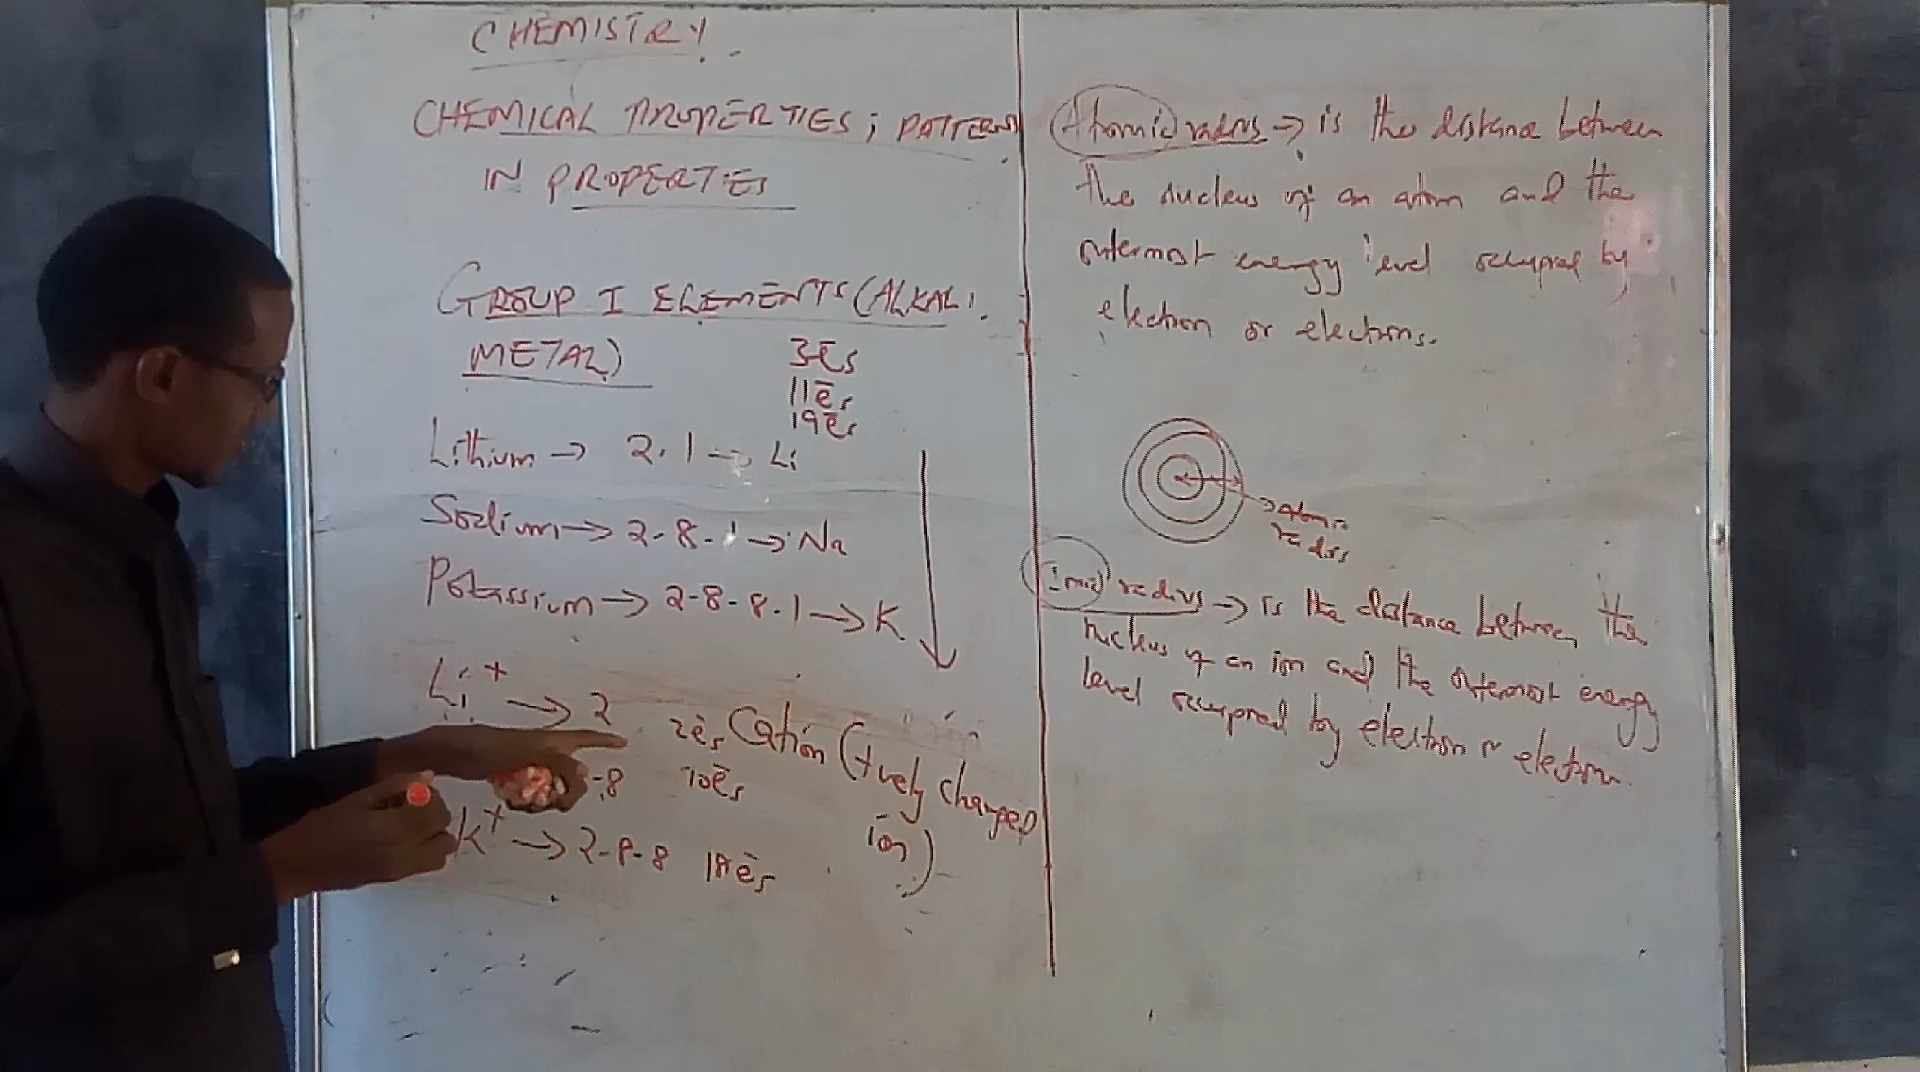 CHEMISTRY.
CHEMICAL PROPERTIES; PATTERNS
IN PROPERTIES
GROUP I ELEMENTS (ALKALI
METAL)
3ēs
11ēs
19ēs
Lithium → 2.1 → Li
Sodium → 2-8-1 → Na
Potassium → 2-8-8.1 → K
Li+ → 2 2ēs
-8 10ēs
K+ → 2-8-8 18ēs
Cation (+vely charged
ion)
Atomic radius → is the distance between
the nucleus of an atom and the
outermost energy level occupied by
electron or electrons.
→ atomic
radius
Ionic radius → is the distance between the
nucleus of an ion and the outermost energy
level occupied by electron or electron.